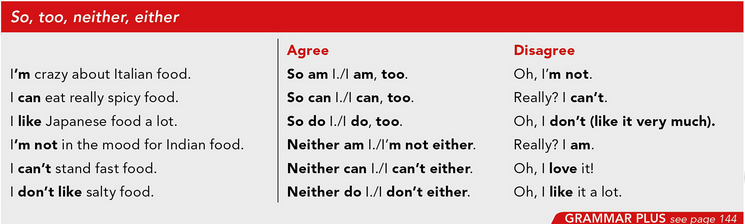 So, too, neither, either
Agree Disagree
I'm crazy about Italian food. So am I./I am, too. Oh, I'm not.
I can eat really spicy food. So can I./I can, too. Really? I can't.
I like Japanese food a lot. So do I./I do, too. Oh, I don't (like it very much).
I'm not in the mood for Indian food. Neither am I./I'm not either. Really? I am.
I can't stand fast food. Neither can I./I can't either. Oh, I love it!
I don't like salty food. Neither do I./I don't either. Oh, I like it a lot.
GRAMMAR PLUS see page 144